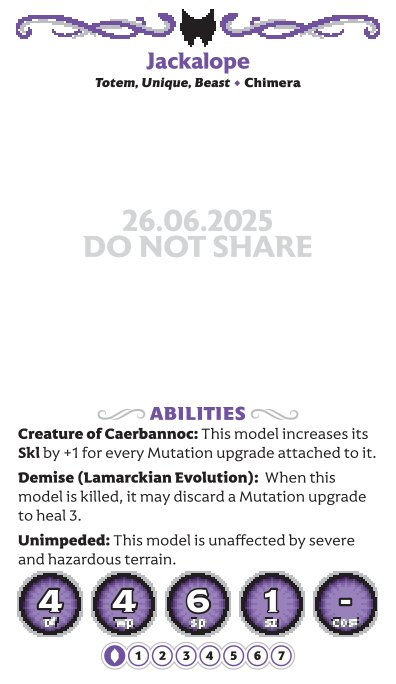 Jackalope
Totem, Unique, Beast • Chimera
26.06.2025
DO NOT SHARE
ABILITIES
Creature of Caerbannoc: This model increases its
Skl by +1 for every Mutation upgrade attached to it.
Demise (Lamarckian Evolution): When this
model is killed, it may discard a Mutation upgrade
to heal 3.
Unimpeded: This model is unaffected by severe
and hazardous terrain.
4 4 6 1 -
Df Wp Sp Sz Cost
1 2 3 4 5 6 7